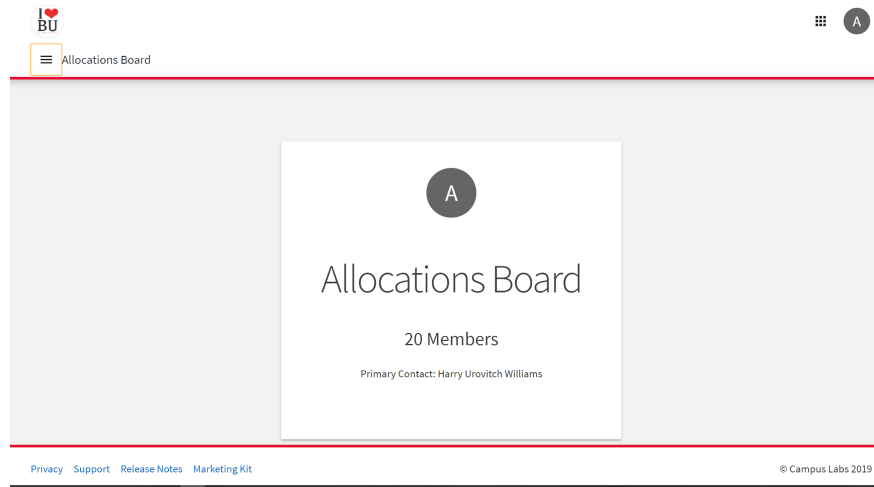 I❤
BU
A
Allocations Board
A
Allocations Board
20 Members
Primary Contact: Harry Urovitch Williams
Privacy Support Release Notes Marketing Kit
© Campus Labs 2019